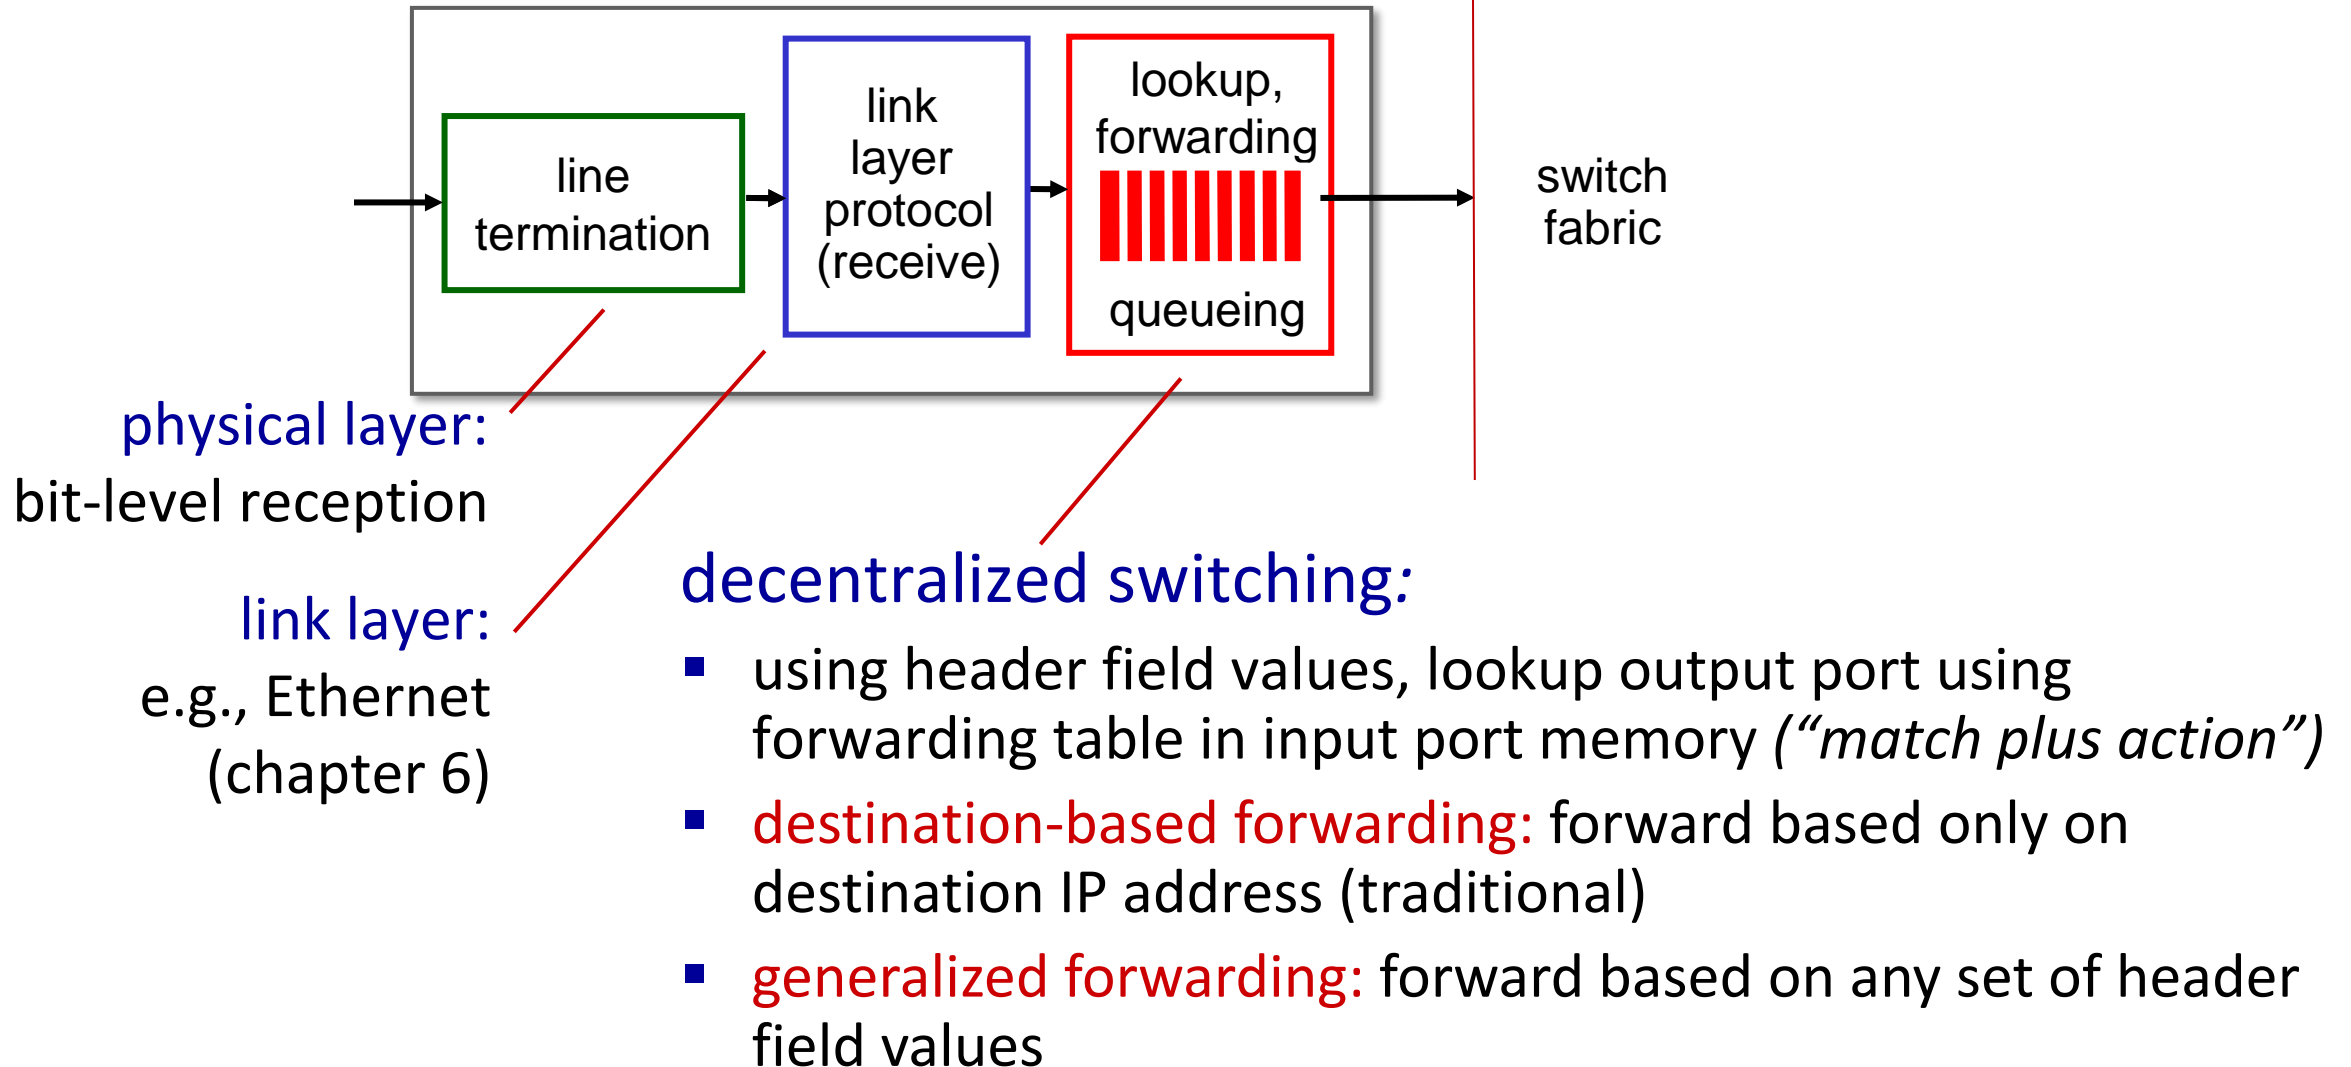 line
termination
link
layer
protocol
(receive)
lookup,
forwarding
queueing
switch
fabric
physical layer:
bit-level reception
link layer:
e.g., Ethernet
(chapter 6)
decentralized switching:
▪ using header field values, lookup output port using
forwarding table in input port memory (“match plus action”)
▪ destination-based forwarding: forward based only on
destination IP address (traditional)
▪ generalized forwarding: forward based on any set of header
field values